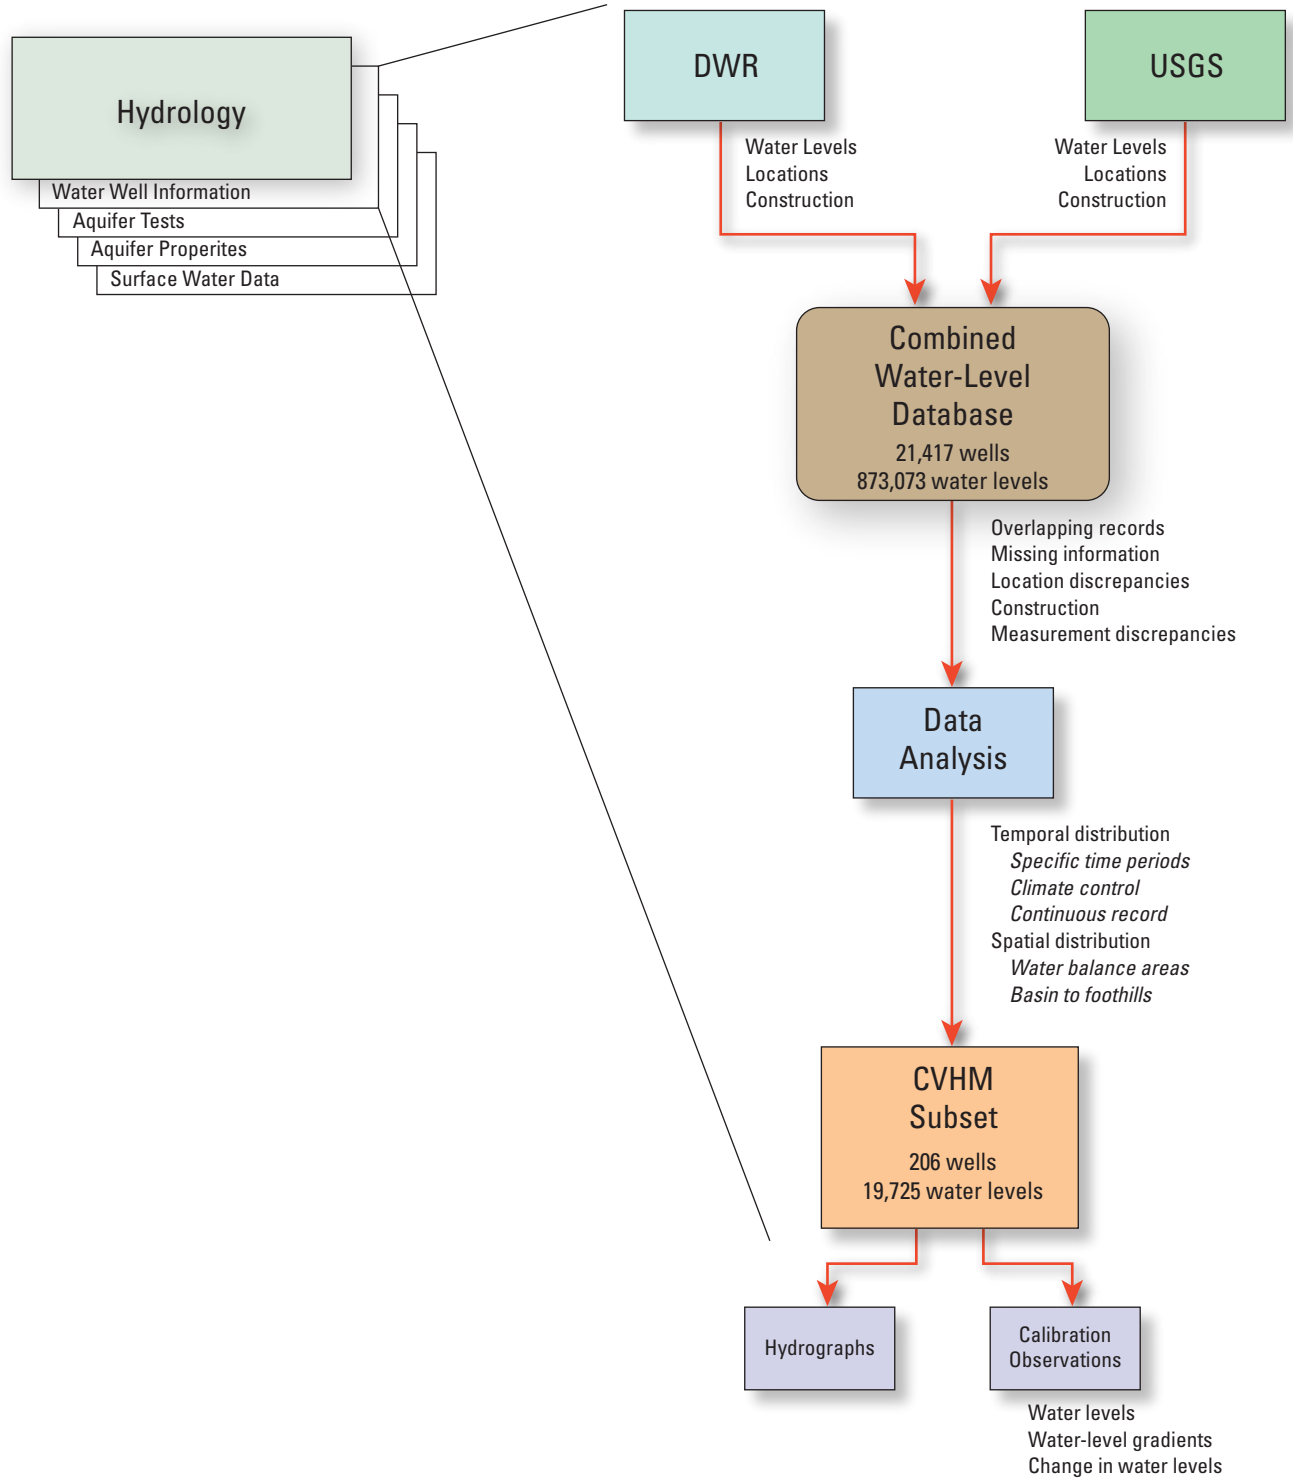 Hydrology
Water Well Information
Aquifer Tests
Aquifer Properites
Surface Water Data
DWR
USGS
Water Levels
Locations
Construction
Water Levels
Locations
Construction
Combined
Water-Level
Database
21,417 wells
873,073 water levels
Overlapping records
Missing information
Location discrepancies
Construction
Measurement discrepancies
Data
Analysis
Temporal distribution
Specific time periods
Climate control
Continuous record
Spatial distribution
Water balance areas
Basin to foothills
CVHM
Subset
206 wells
19,725 water levels
Hydrographs
Calibration
Observations
Water levels
Water-level gradients
Change in water levels